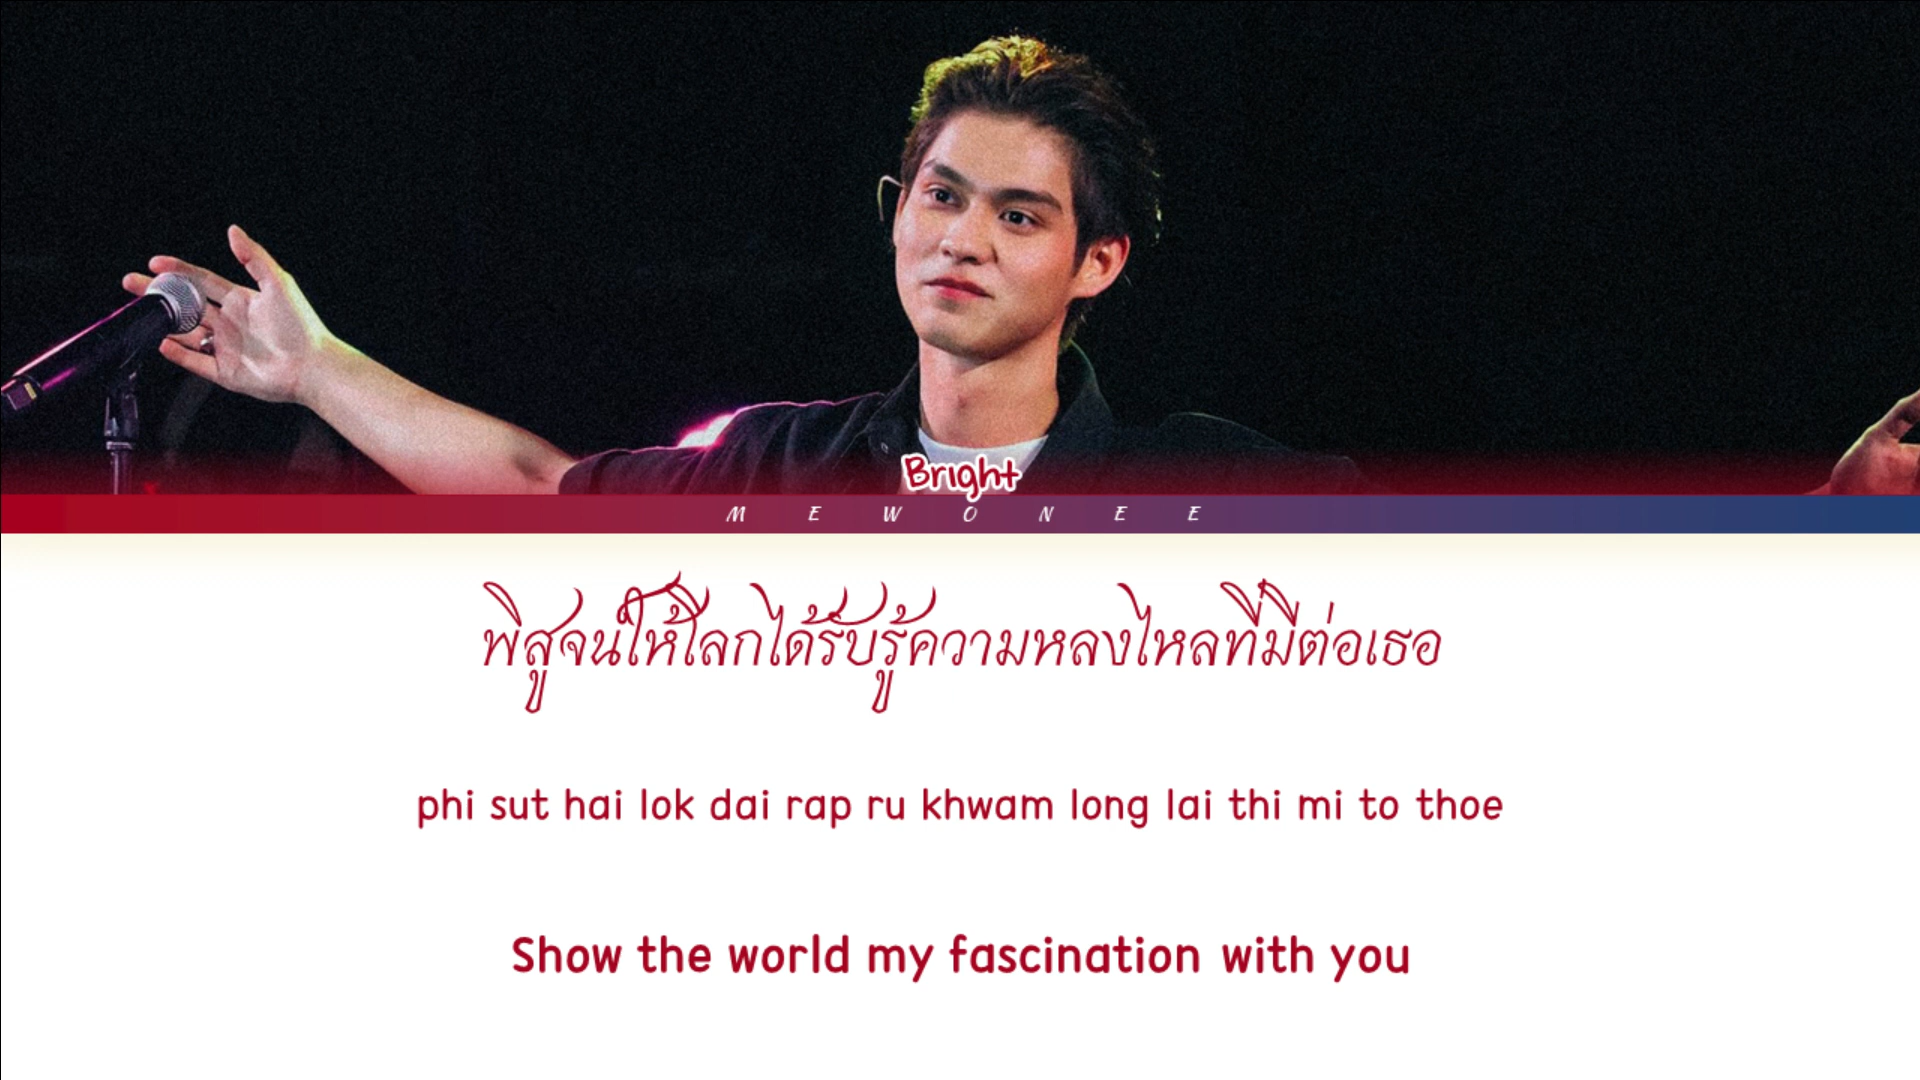 Bright
MEWONEE
พิสูจน์ให้โลกได้รับรู้ความหลงไหลที่มีต่อเธอ
phi sut hai lok dai rap ru khwam long lai thi mi to thoe
Show the world my fascination with you